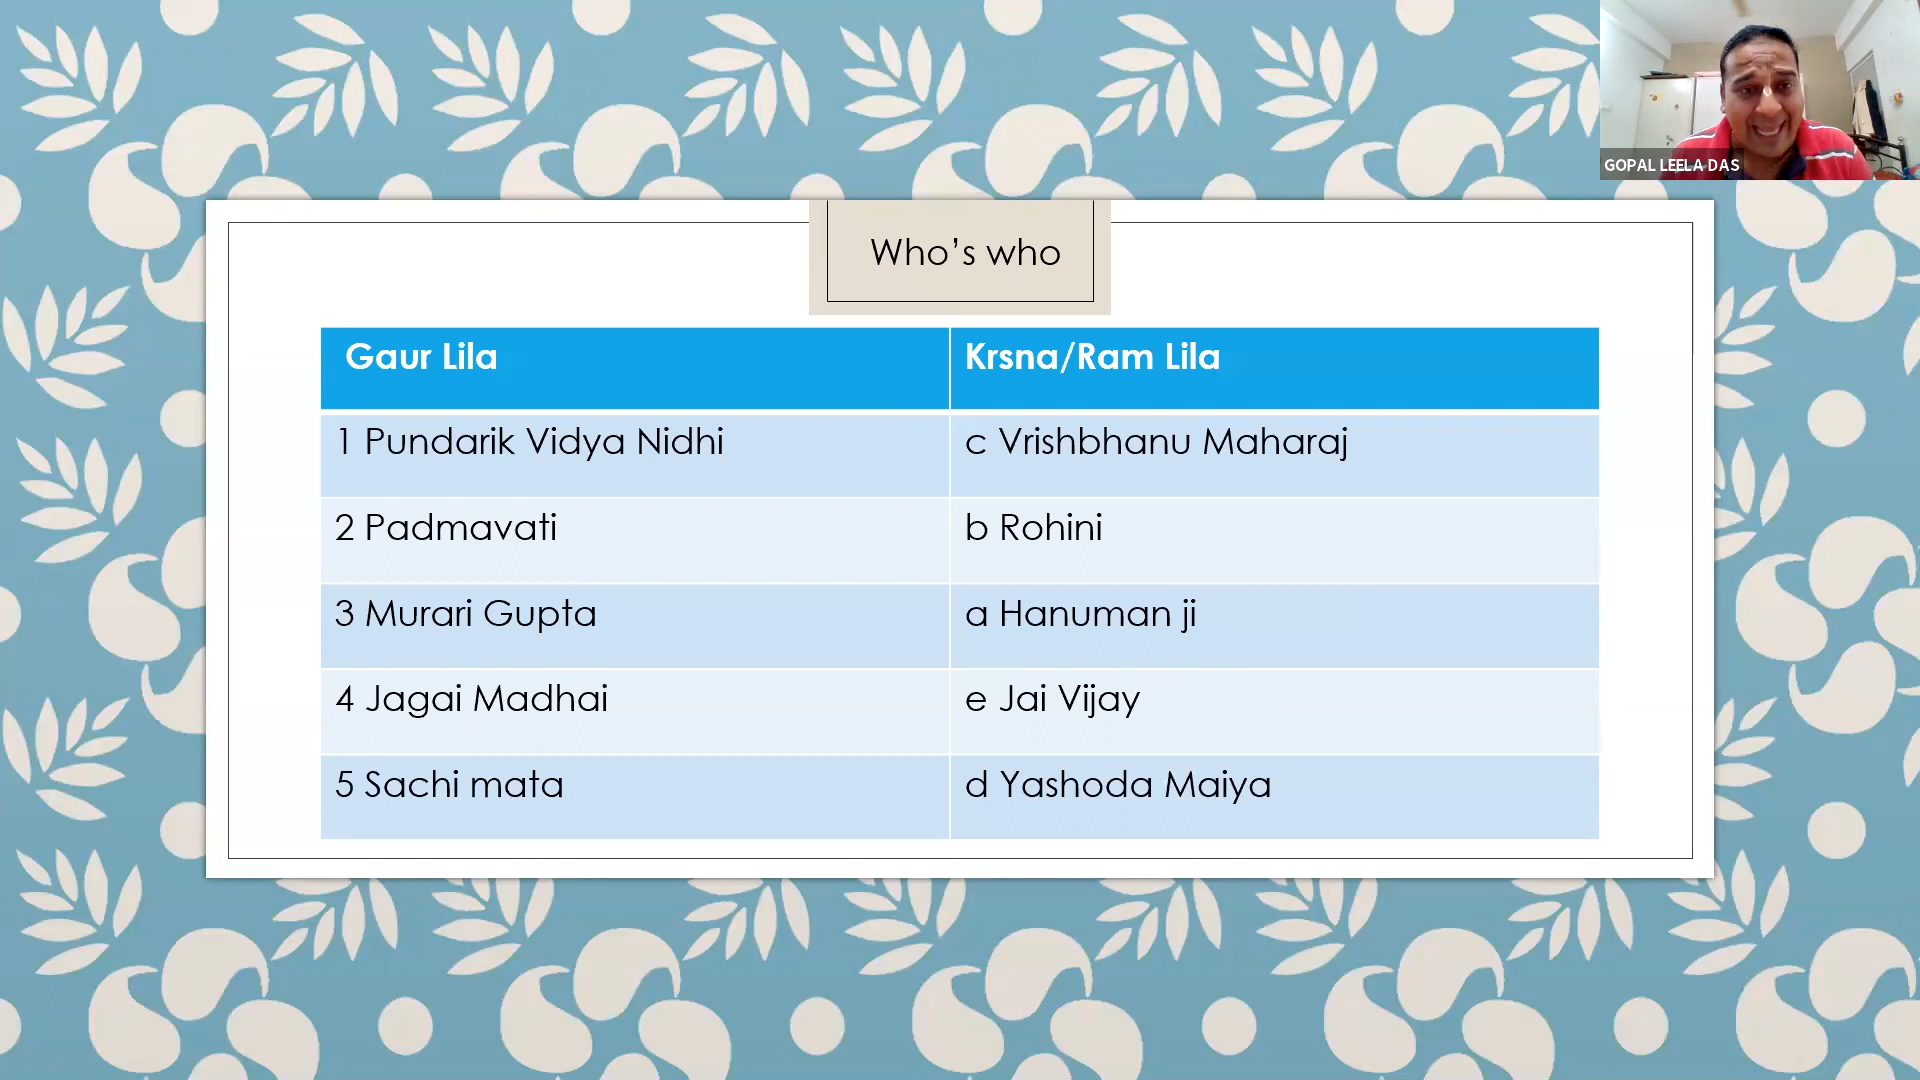 GOPAL LEELA DAS
Who’s who
Gaur Lila
Krsna/Ram Lila
1 Pundarik Vidya Nidhi
c Vrishbhanu Maharaj
2 Padmavati
b Rohini
3 Murari Gupta
a Hanuman ji
4 Jagai Madhai
e Jai Vijay
5 Sachi mata
d Yashoda Maiya